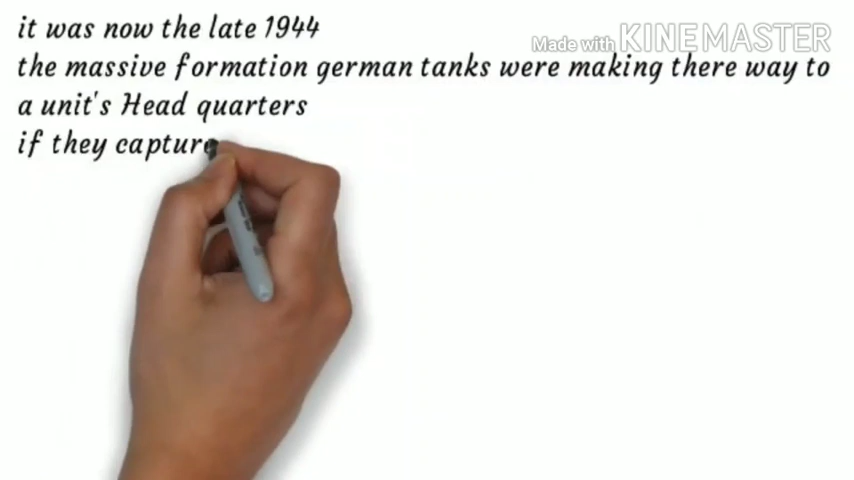 it was now the late 1944
Made with KINEMASTER
the massive formation german tanks were making there way to
a unit's Head quarters
if they capture